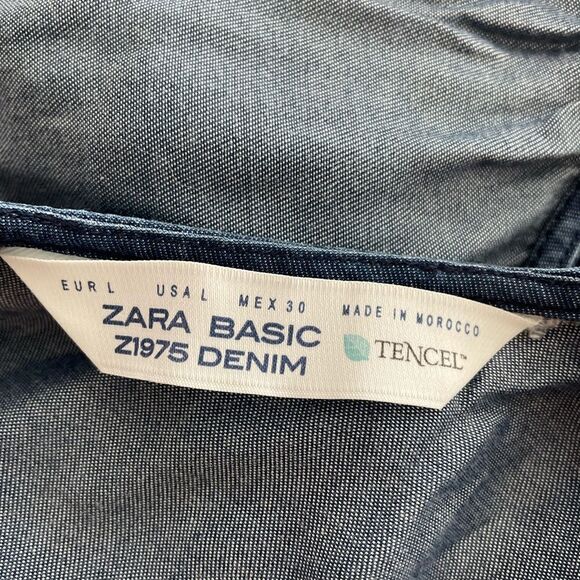 EUR L USA L MEX 30 MADE IN MOROCCO
ZARA BASIC
Z1975 DENIM TENCEL™